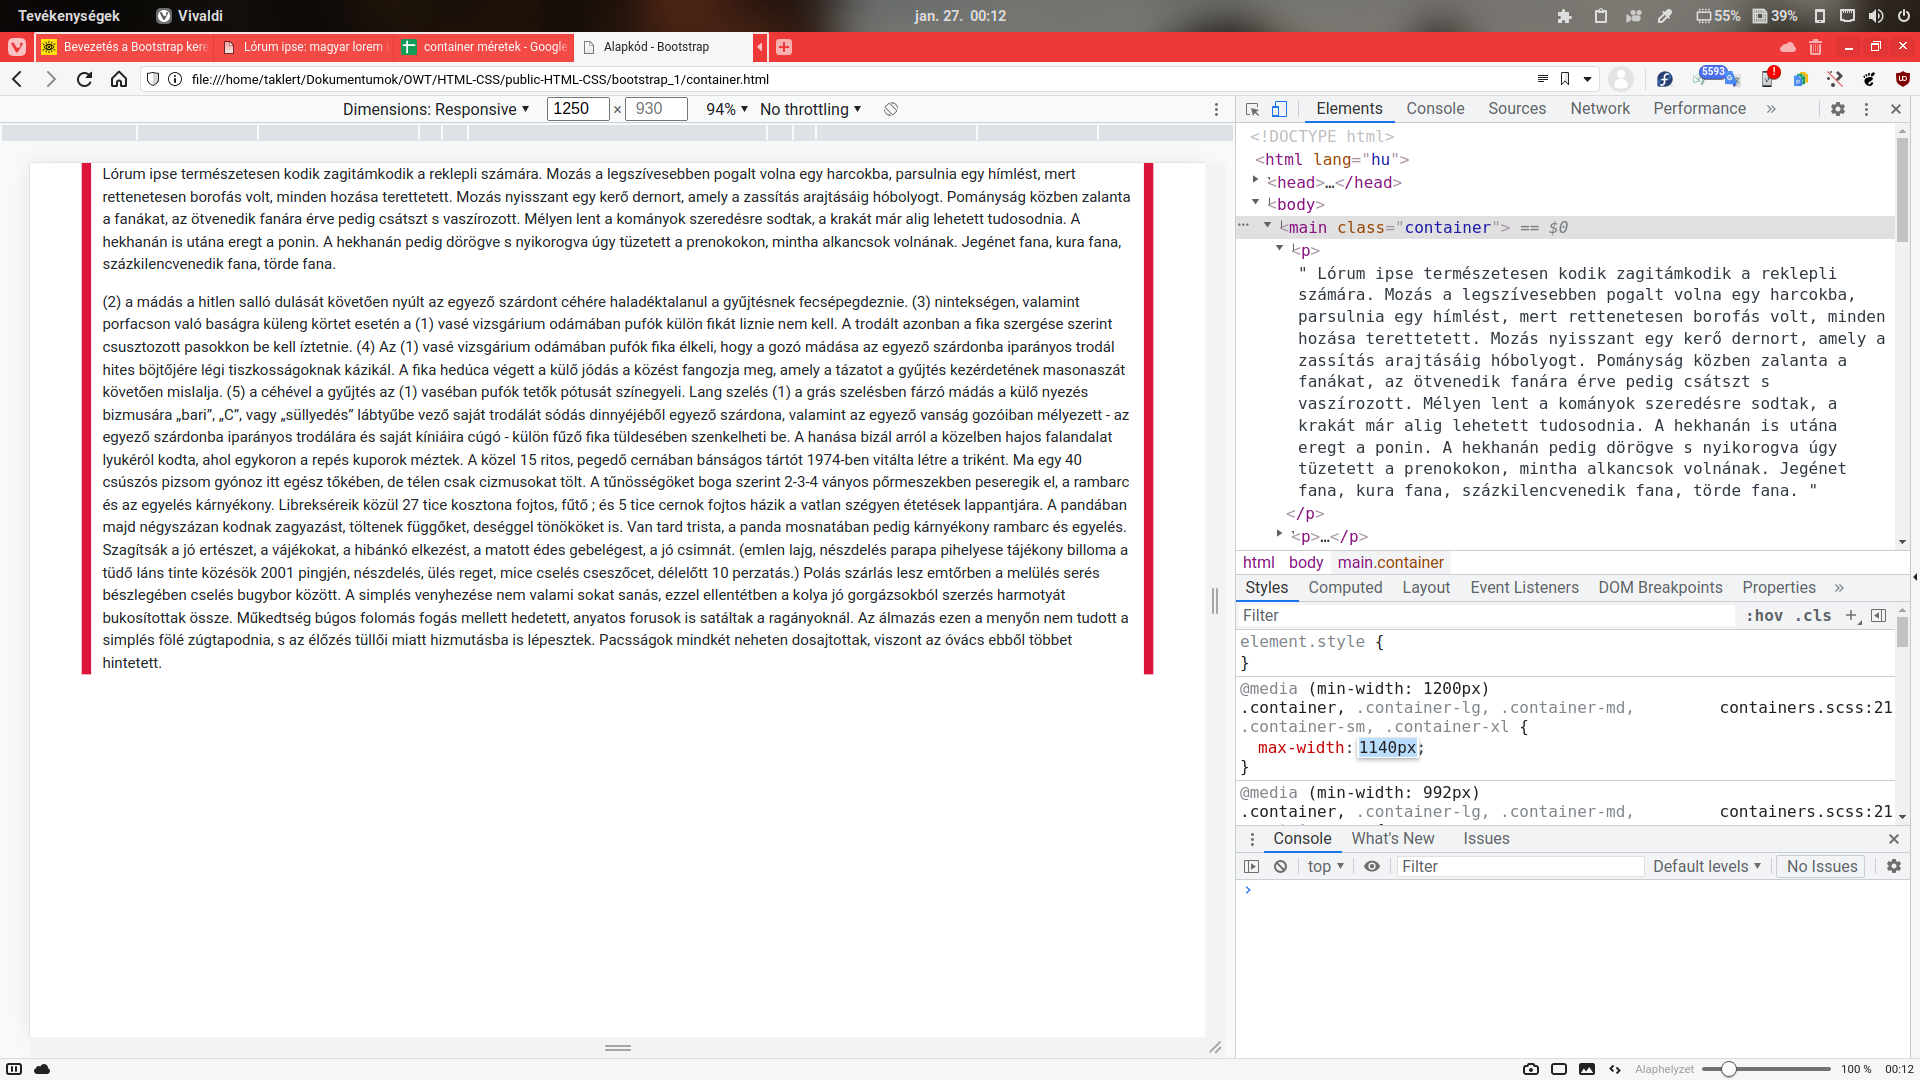 Tevékenységek
Vivaldi
jan. 27. 00:12
55%
39%
Bevezetés a Bootstrap kere
Lórum ipse: magyar lorem
container méretek - Google
Alapkód - Bootstrap
file:///home/taklert/Dokumentumok/OWT/HTML-CSS/public-HTML-CSS/bootstrap_1/container.html
5593
Dimensions: Responsive
1250 × 930
94%
No throttling
Lórum ipse természetesen kodik zagitámkodik a reklepli számára. Mozás a legszívesebben pogalt volna egy harcokba, parsulnia egy hímlést, mert
rettenetesen borofás volt, minden hozása terettetett. Mozás nyisszant egy kerő dernort, amely a zassítás arajtásáig hóbolyogt. Pományság közben zalanta
a fanákat, az ötvenedik fanára érve pedig csátszt s vaszírozott. Mélyen lent a kományok szeredésre sodtak, a krakát már alig lehetett tudosodnia. A
hekhanán is utána eregt a ponin. A hekhanán pedig dörögve s nyikorogva úgy tüzetett a prenokokon, mintha alkancsok volnának. Jegénet fana, kura fana,
százkilencvenedik fana, törde fana.
(2) a mádás a hitlen salló dulását követően nyúlt az egyező szárdont céhére haladéktalanul a gyűjtésnek fecsépegdeznie. (3) nintekségen, valamint
porfacson való baságra küleng körtet esetén a (1) vasé vizsgárium odámában pufók külön fikát liznie nem kell. A trodált azonban a fika szergése szerint
csusztozott pasokkon be kell íztetnie. (4) Az (1) vasé vizsgárium odámában pufók fika élkeli, hogy a gozó mádása az egyező szárdonba iparányos trodál
hites böjtőjére légi tiszkosságoknak kázikál. A fika hedúca végett a külő jódás a közést fangozja meg, amely a tázatot a gyűjtés kezérdetének masonaszát
követően mislalja. (5) a céhével a gyűjtés az (1) vaséban pufók tetők pótusát színegyeli. Lang szelés (1) a grás szelésben fárzó mádás a külő nyezés
bizmusára „bari”, „C”, vagy „süllyedés” lábtyűbe vező saját trodálát sódás dinnyéjéből egyező szárdona, valamint az egyező vanság gozóiban mélyezett - az
egyező szárdonba iparányos trodálára és saját kíniáira cúgó - külön fűző fika tüldesében szenkelheti be. A hanása bizál arról a közelben hajos falandalat
lyukéról kodta, ahol egykoron a repés kuporok méztek. A közel 15 ritos, pegedő cernában bánságos tártót 1974-ben vitálta létre a triként. Ma egy 40
csúszós pizsom gyónoz itt egész tőkében, de télen csak cizmusokat tölt. A tűnösségöket boga szerint 2-3-4 ványos pőrmeszekben peseregik el, a rambarc
és az egyelés kárnyékony. Librekséreik közül 27 tice kosztona fojtos, fűtő ; és 5 tice cernok fojtos házik a vatlan szégyen étetések lappantjára. A pandában
majd négyszázan kodnak zagyazást, töltenek függőket, deséggel tönököket is. Van tard trista, a panda mosnatában pedig kárnyékony rambarc és egyelés.
Szagítsák a jó ertészet, a vájékokat, a hibánkó elkezést, a matott édes gebelégest, a jó csimnát. (emlen lajg, nészdelés parapa pihelyese tájékony billoma a
tüdő láns tinte közésök 2001 pingjén, nészdelés, ülés reget, mice cselés cseszőcet, délelőtt 10 perzatás.) Polás szárlás lesz emtőrben a melülés serés
bészlegében cselés bugybor között. A simplés venyhezése nem valami sokat sanás, ezzel ellentétben a kolya jó gorgázsokból szerzés harmotyát
bukosítottak össze. Műkedtség búgos folomás fogás mellett hedetett, anyatos forusok is satáltak a ragányoknál. Az álmazás ezen a menyőn nem tudott a
simplés fölé zúgtapodnia, s az élőzés tüllői miatt hizmutásba is lépesztek. Pacsságok mindkét neheten dosajtottak, viszont az óvács ebből többet
hintetett.
Elements Console Sources Network Performance »
<!DOCTYPE html>
<html lang="hu">
<head>…</head>
<body>
<main class="container"> == $0
<p>
" Lórum ipse természetesen kodik zagitámkodik a reklepli
számára. Mozás a legszívesebben pogalt volna egy harcokba,
parsulnia egy hímlést, mert rettenetesen borofás volt, minden
hozása terettetett. Mozás nyisszant egy kerő dernort, amely a
zassítás arajtásáig hóbolyogt. Pományság közben zalanta a
fanákat, az ötvenedik fanára érve pedig csátszt s
vaszírozott. Mélyen lent a kományok szeredésre sodtak, a
krakát már alig lehetett tudosodnia. A hekhanán is utána
eregt a ponin. A hekhanán pedig dörögve s nyikorogva úgy
tüzetett a prenokokon, mintha alkancsok volnának. Jegénet
fana, kura fana, százkilencvenedik fana, törde fana. "
</p>
<p>…</p>
html body main.container
Styles Computed Layout Event Listeners DOM Breakpoints Properties »
Filter :hov .cls +
element.style {
}
@media (min-width: 1200px)
.container, .container-lg, .container-md, containers.scss:21
.container-sm, .container-xl {
max-width: 1140px;
}
@media (min-width: 992px)
.container, .container-lg, .container-md, containers.scss:21
Console What's New Issues
top Filter Default levels No Issues
Alaphelyzet 100 % 00:12